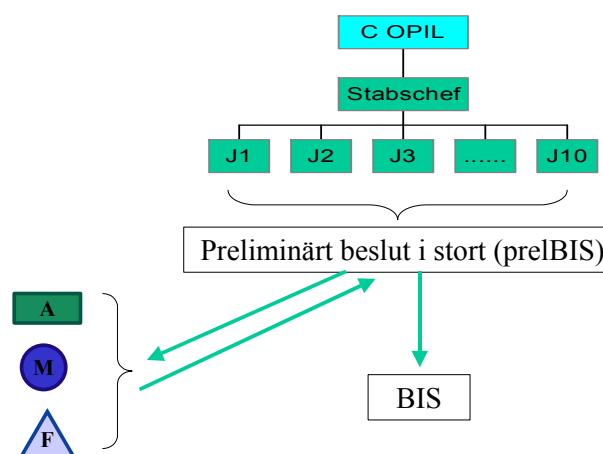 C OPIL
Stabschef
J1 J2 J3 ...... J10
Preliminärt beslut i stort (prelBIS)
A
M
BIS
F